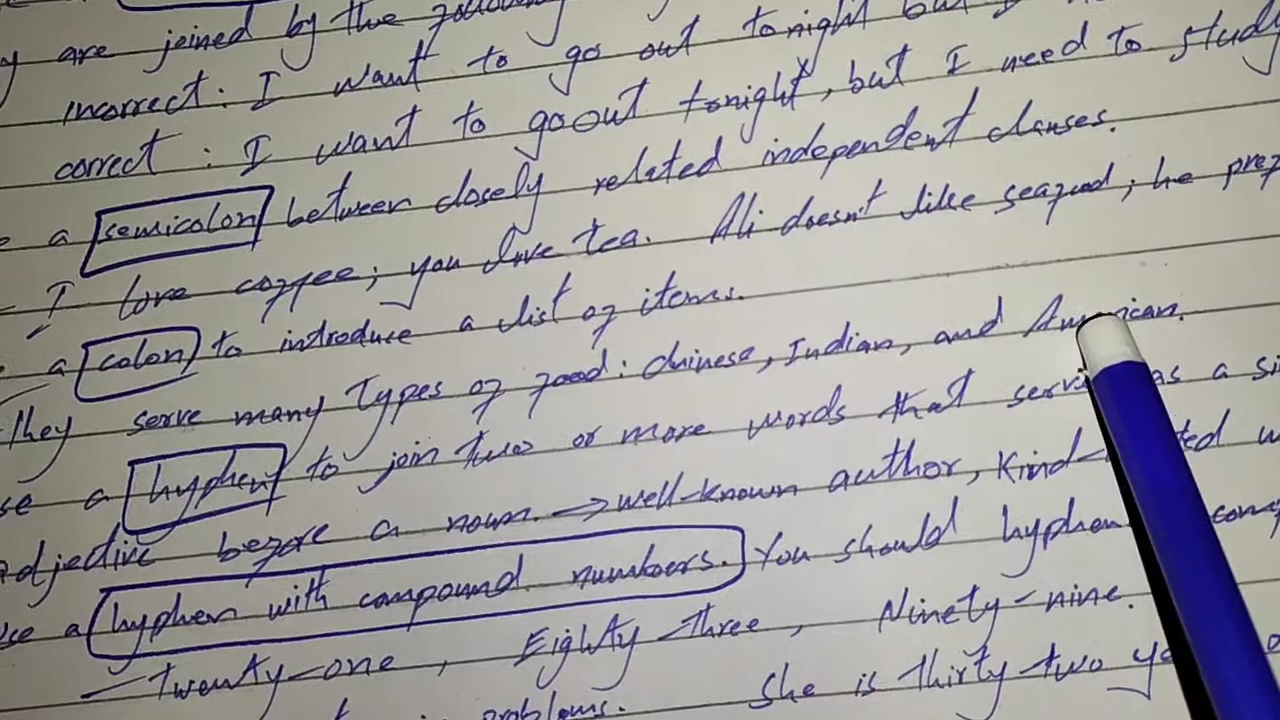 y are joined by the following
incorrect: I want to go out tonight but I
correct: I want to go out tonight, but I need to study
a semicolon between closely related independent clauses.
- I love coffee; you love tea. Ali doesn't like seafood; he
a colon to introduce a list of items.
They serve many Types of food: Chinese, Indian, and American.
se a hyphen to join two or more words that serve as a
adjective before a noun. → well-known author, Kind-
Use a hyphen with compound numbers. You should hyphen
- Twenty-one, Eighty-three, Ninety-nine.
problems. She is thirty-two